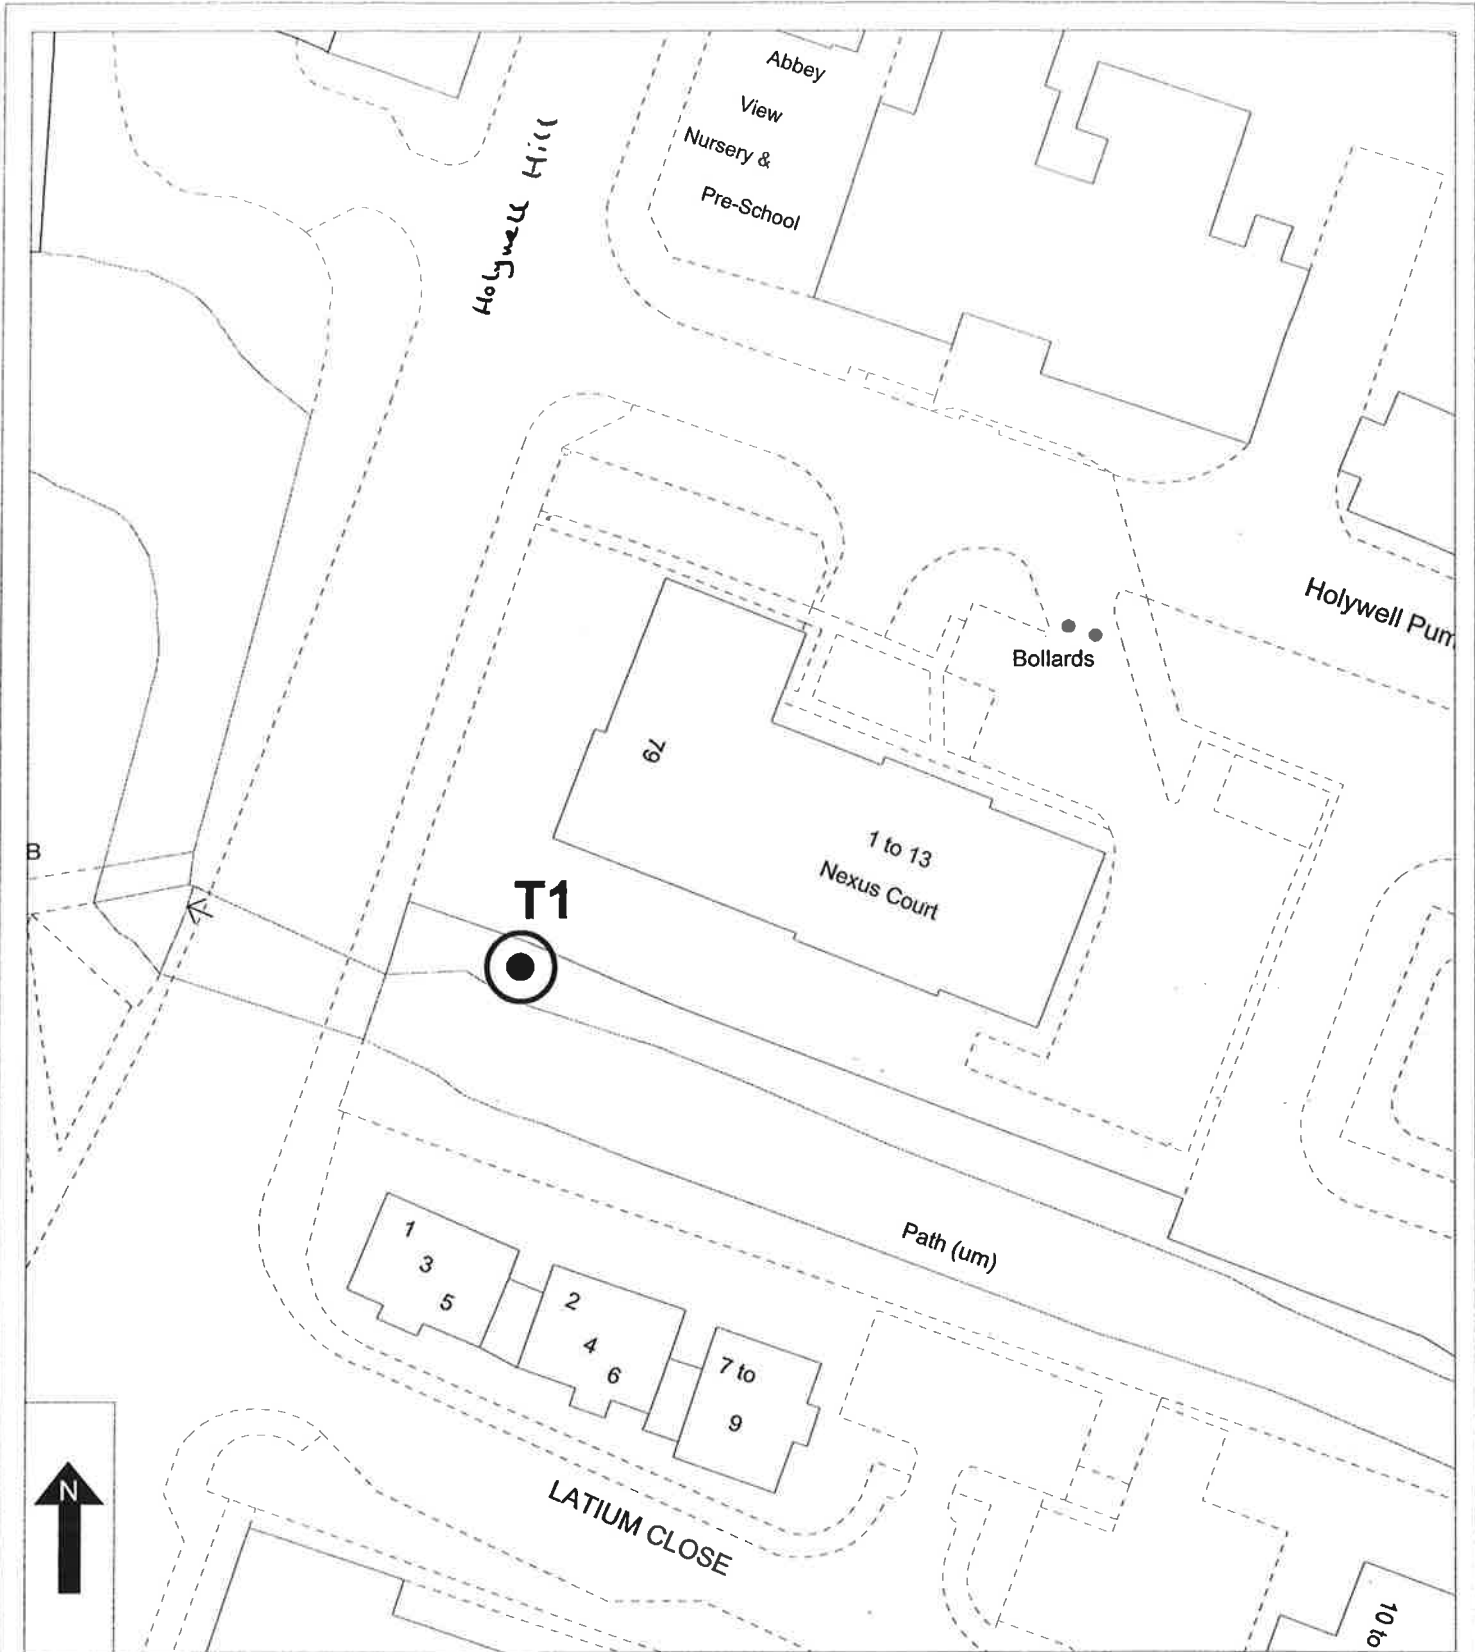 Abbey
View
Nursery &
Pre-School
Holywell Hill
Holywell Pum
Bollards
79
1 to 13
Nexus Court
B
T1
Path (um)
1
3
5
2
4
6
7 to
9
LATIUM CLOSE
N
10 to